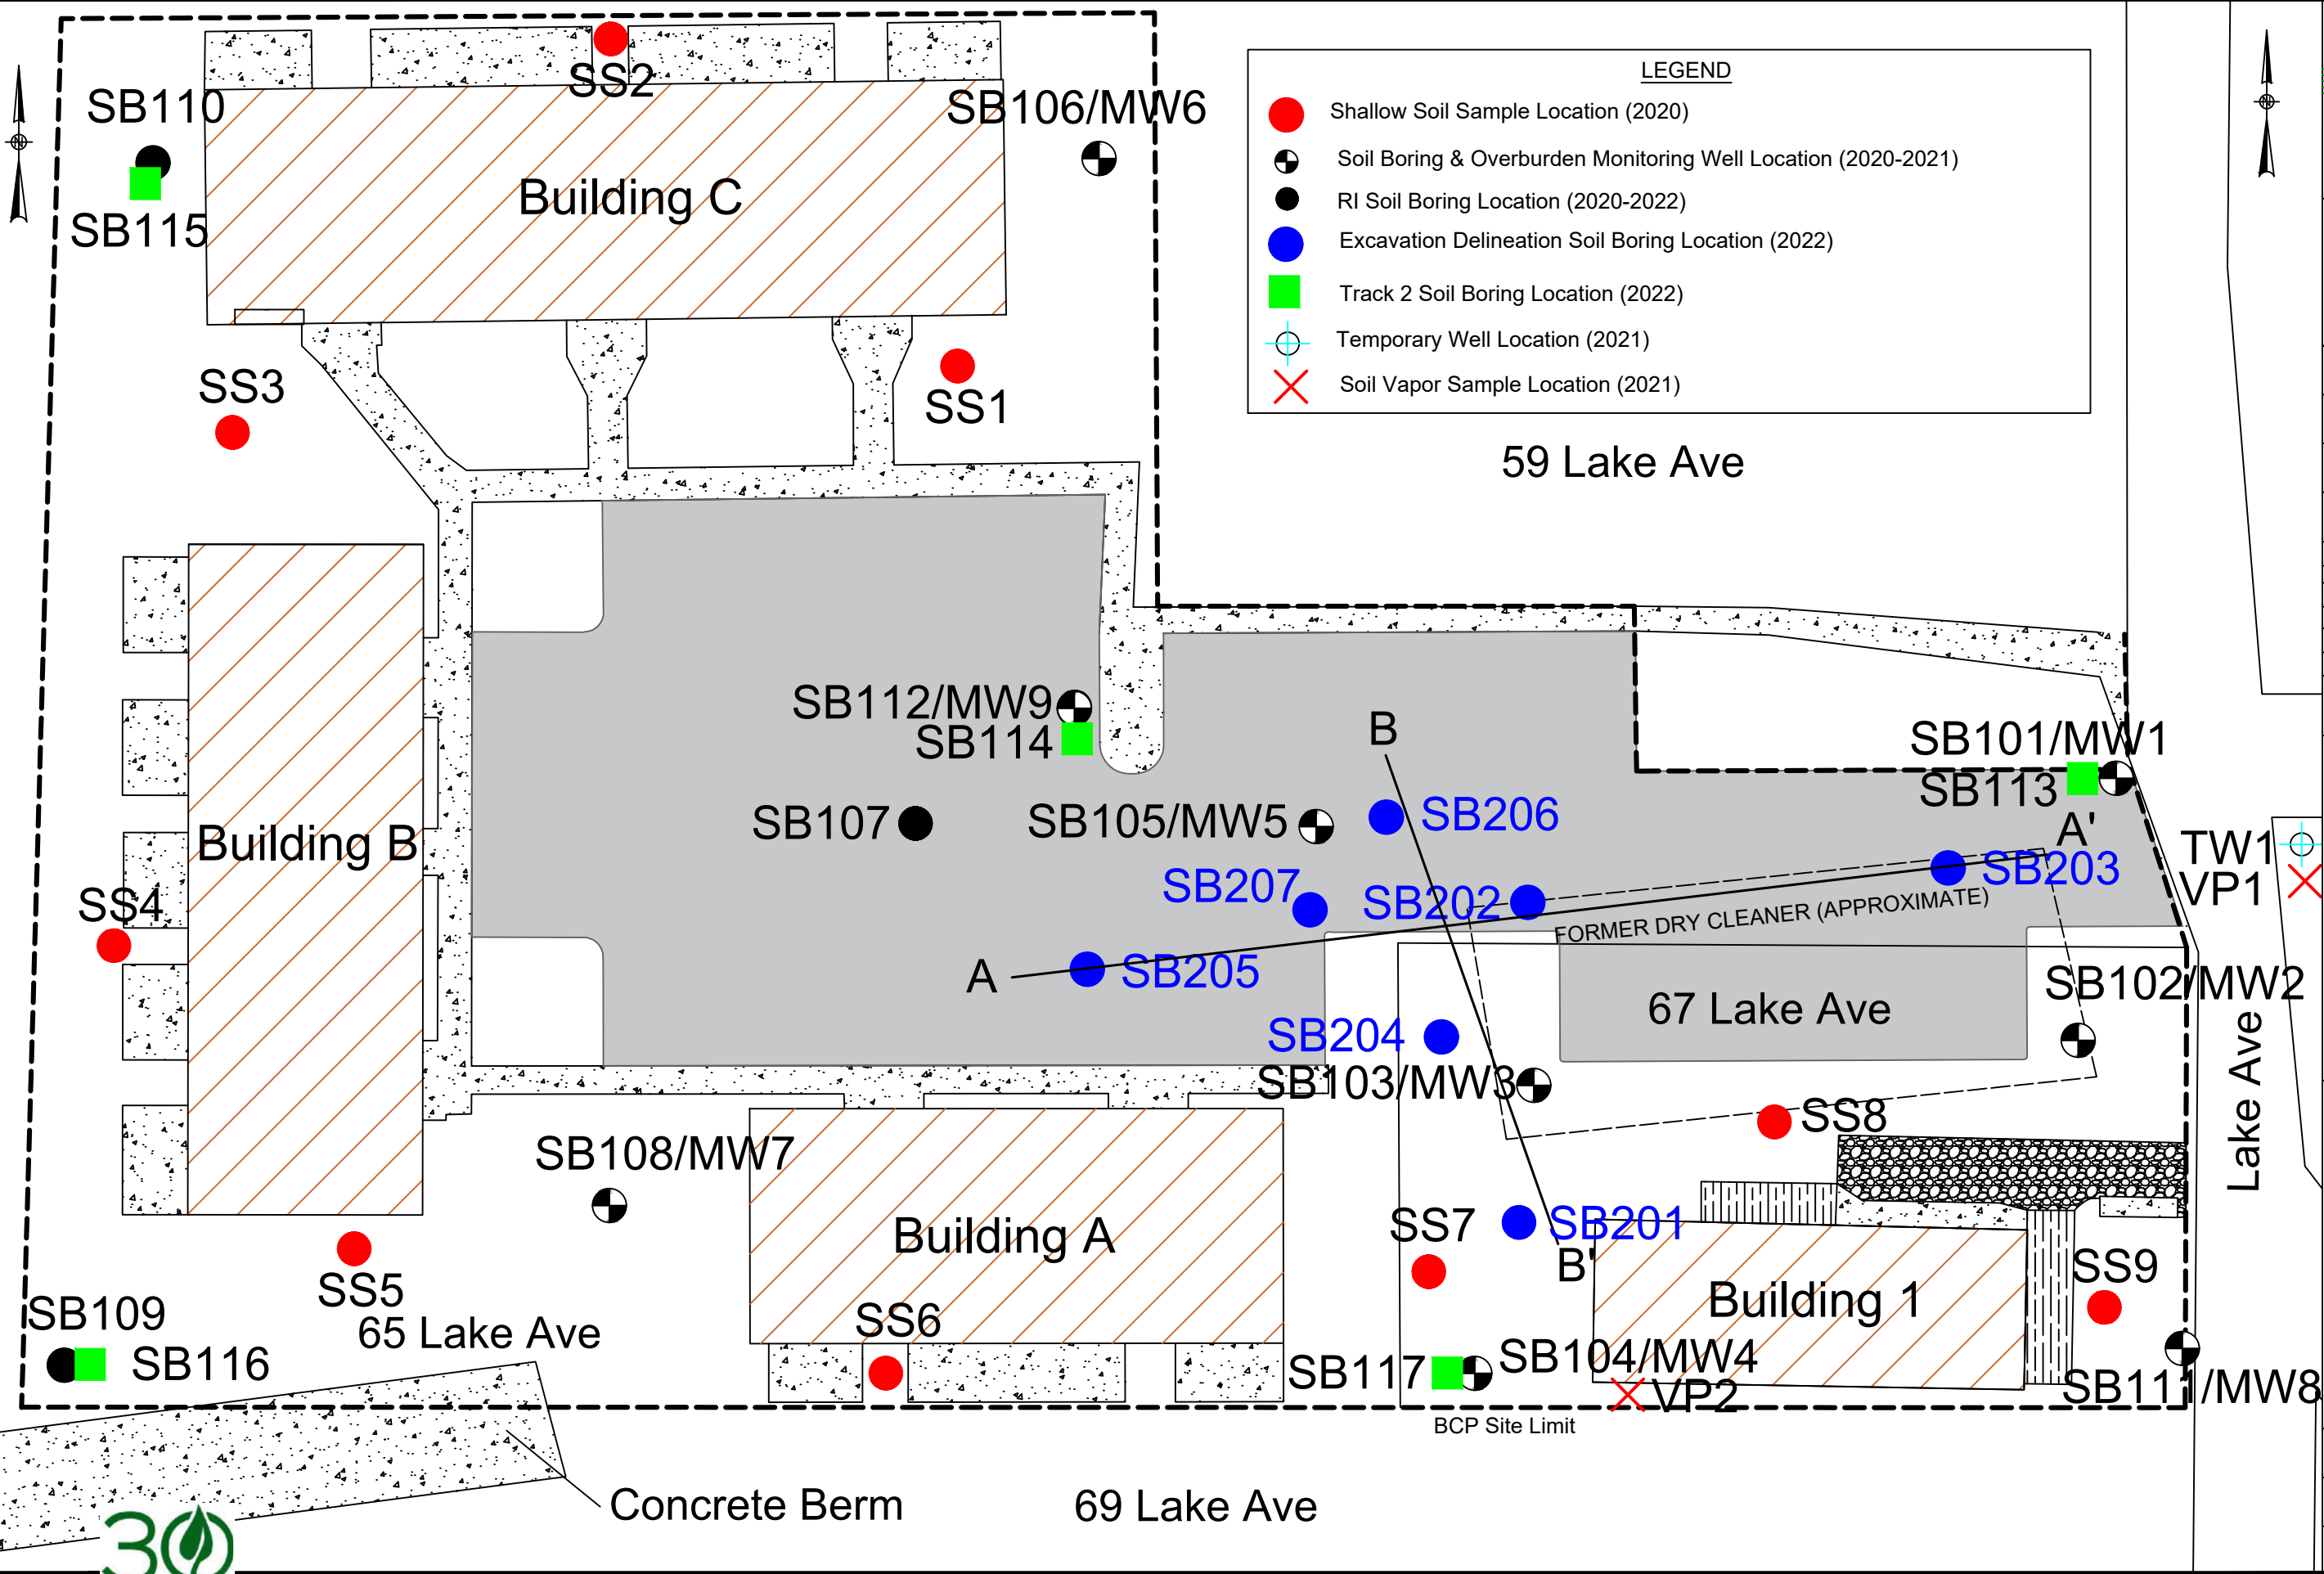 LEGEND
Shallow Soil Sample Location (2020)
Soil Boring & Overburden Monitoring Well Location (2020-2021)
RI Soil Boring Location (2020-2022)
Excavation Delineation Soil Boring Location (2022)
Track 2 Soil Boring Location (2022)
Temporary Well Location (2021)
Soil Vapor Sample Location (2021)
N
N
SS2
SB110
SB106/MW6
Building C
SB115
SS3
SS1
59 Lake Ave
SB112/MW9
SB114
B
SB101/MW1
SB113
SB107
SB105/MW5
SB206
A'
Building B
TW1
SB203
VP1
SB207
SB202
SS4
FORMER DRY CLEANER (APPROXIMATE)
A
SB205
SB102/MW2
67 Lake Ave
SB204
SB103/MW3
Lake Ave
SS8
SB108/MW7
SS7
SB201
Building A
B'
SS9
SS5
Building 1
SB109
SS6
65 Lake Ave
SB116
SB117
SB104/MW4
SB111/MW8
VP2
BCP Site Limit
Concrete Berm
69 Lake Ave
30